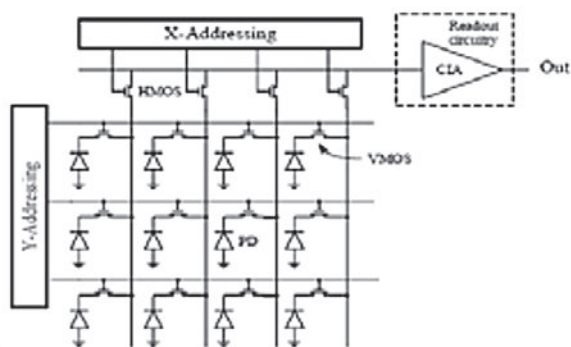 X-Addressing
Readout
circuitry
CIA
Out
HMOS
Y-Addressing
VMOS
PD